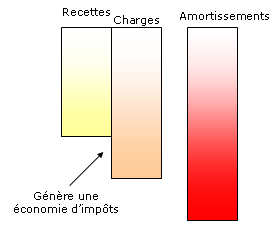 Recettes
Charges
Amortissements
Génère une
économie d'impôts